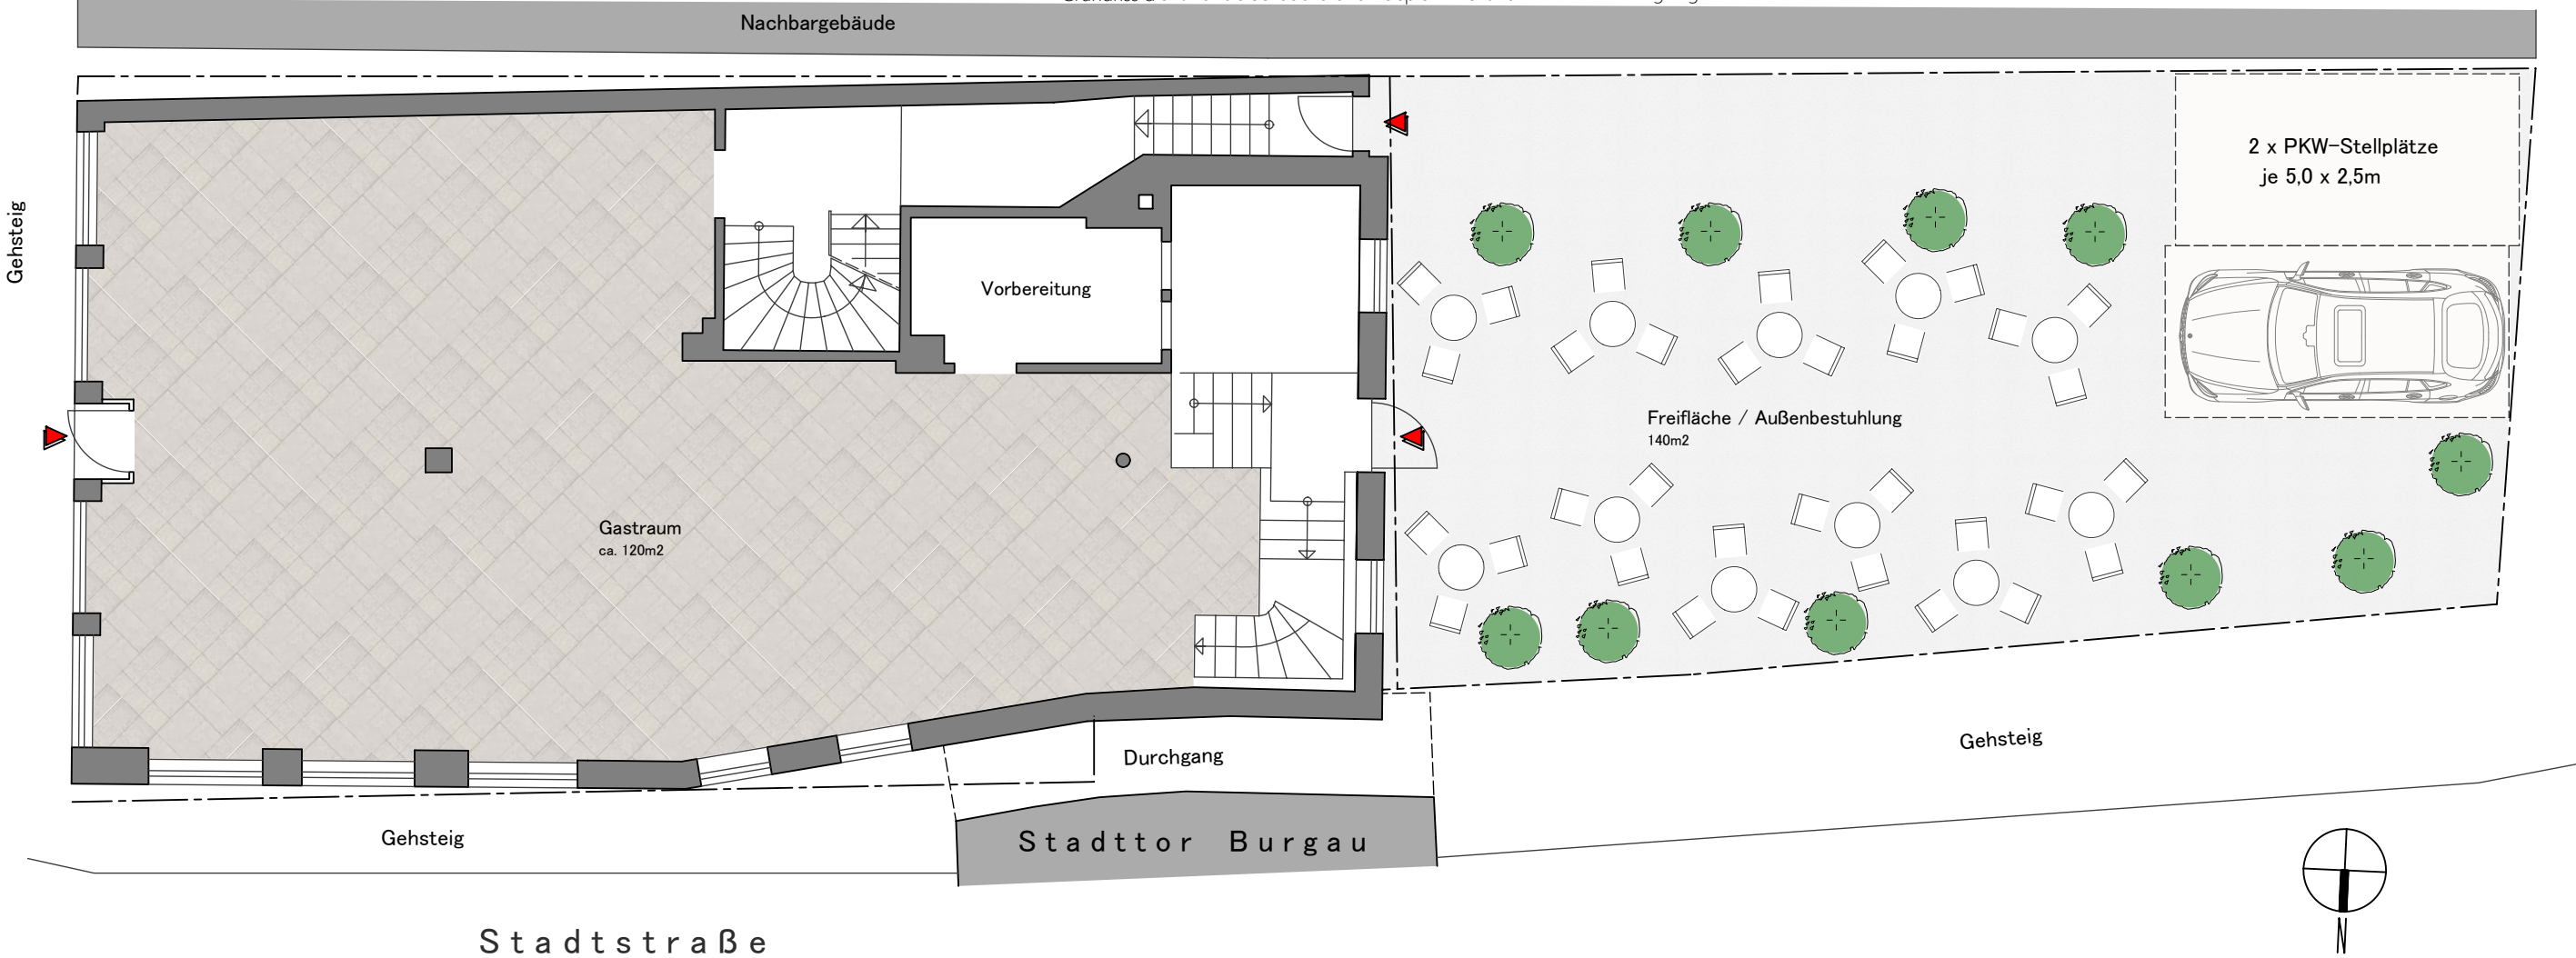 Nachbargebäude
2 x PKW-Stellplätze
je 5,0 x 2,5m
Gehsteig
Vorbereitung
Freifläche / Außenbestuhlung
140m2
Gastraum
ca. 120m2
Durchgang
Gehsteig
Gehsteig
Stadttor Burgau
Stadtstraße
N